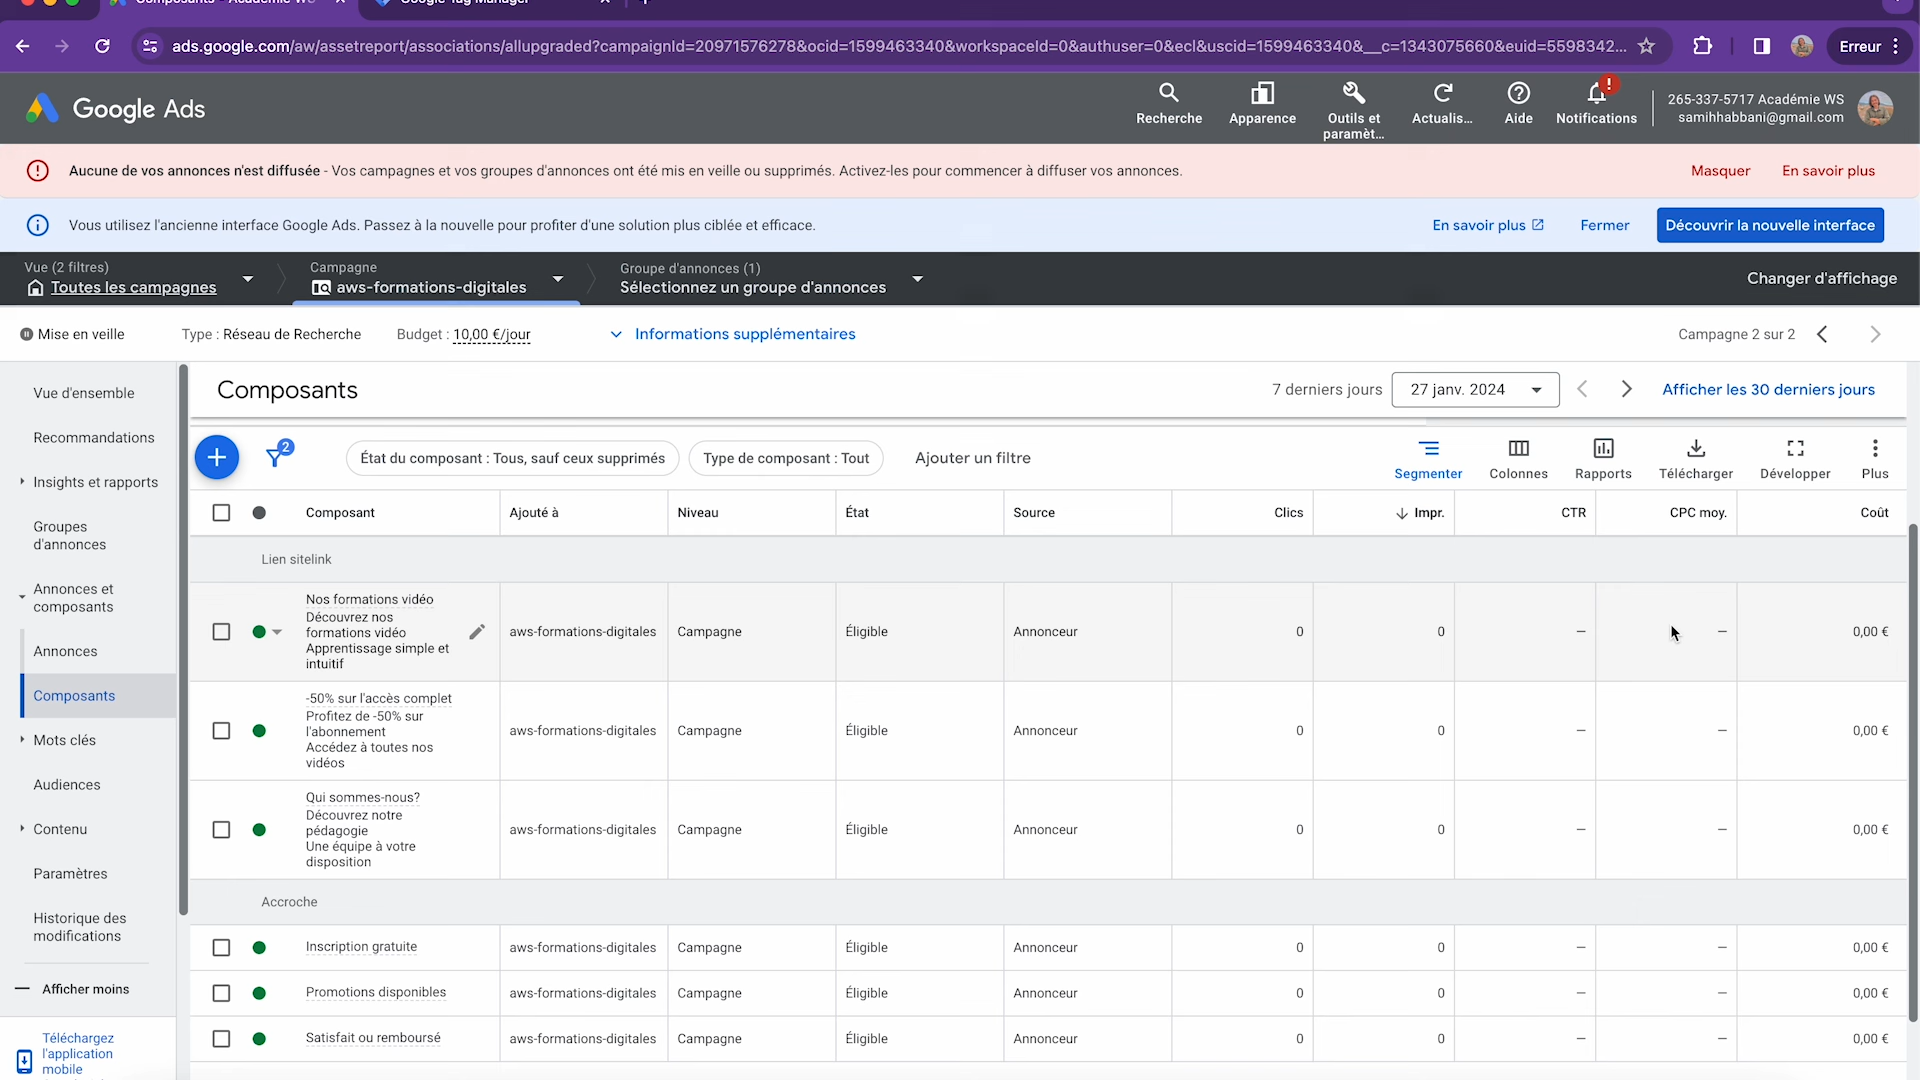 Composants - Académie WS
Google Tag Manager
ads.google.com/aw/assetreport/associations/allupgraded?campaignId=20971576278&ocid=1599463340&workspaceId=0&authuser=0&ecl&uscid=1599463340&__c=1343075660&euid=5598342...
Erreur
Google Ads
Recherche
Apparence
Outils et
paramèt...
Actualis...
Aide
Notifications
265-337-5717 Académie WS
samihhabbani@gmail.com
Aucune de vos annonces n'est diffusée - Vos campagnes et vos groupes d'annonces ont été mis en veille ou supprimés. Activez-les pour commencer à diffuser vos annonces.
Masquer
En savoir plus
Vous utilisez l'ancienne interface Google Ads. Passez à la nouvelle pour profiter d'une solution plus ciblée et efficace.
En savoir plus
Fermer
Découvrir la nouvelle interface
Vue (2 filtres)
Toutes les campagnes
Campagne
aws-formations-digitales
Groupe d'annonces (1)
Sélectionnez un groupe d'annonces
Changer d'affichage
Mise en veille
Type : Réseau de Recherche
Budget : 10,00 €/jour
Informations supplémentaires
Campagne 2 sur 2
Vue d'ensemble
Recommandations
Insights et rapports
Groupes
d'annonces
Annonces et
composants
Annonces
Composants
Mots clés
Audiences
Contenu
Paramètres
Historique des
modifications
Afficher moins
Téléchargez
l'application
mobile
Composants
7 derniers jours
27 janv. 2024
Afficher les 30 derniers jours
2
État du composant : Tous, sauf ceux supprimés
Type de composant : Tout
Ajouter un filtre
Segmenter
Colonnes
Rapports
Télécharger
Développer
Plus
Composant Ajouté à Niveau État Source Clics Impr. CTR CPC moy. Coût
Lien sitelink
Nos formations vidéo
Découvrez nos
formations vidéo
Apprentissage simple et
intuitif
aws-formations-digitales Campagne Éligible Annonceur 0 0 – – 0,00 €
-50% sur l'accès complet
Profitez de -50% sur
l'abonnement
Accédez à toutes nos
vidéos
aws-formations-digitales Campagne Éligible Annonceur 0 0 – – 0,00 €
Qui sommes-nous?
Découvrez notre
pédagogie
Une équipe à votre
disposition
aws-formations-digitales Campagne Éligible Annonceur 0 0 – – 0,00 €
Accroche
Inscription gratuite aws-formations-digitales Campagne Éligible Annonceur 0 0 – – 0,00 €
Promotions disponibles aws-formations-digitales Campagne Éligible Annonceur 0 0 – – 0,00 €
Satisfait ou remboursé aws-formations-digitales Campagne Éligible Annonceur 0 0 – – 0,00 €